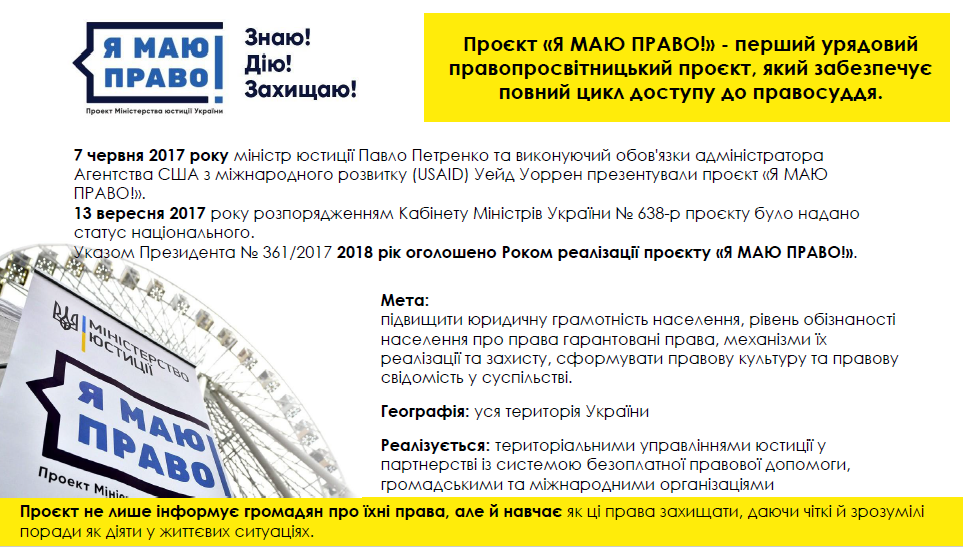 Я МАЮ
ПРАВО!
Проєкт Міністерства юстиції України
Знаю!
Дію!
Захищаю!
Проєкт «Я МАЮ ПРАВО!» - перший урядовий
правопросвітницький проєкт, який забезпечує
повний цикл доступу до правосуддя.
7 червня 2017 року міністр юстиції Павло Петренко та виконуючий обов'язки адміністратора
Агентства США з міжнародного розвитку (USAID) Уейд Уоррен презентували проєкт «Я МАЮ
ПРАВО!».
13 вересня 2017 року розпорядженням Кабінету Міністрів України № 638-р проєкту було надано
статус національного.
Указом Президента № 361/2017 2018 рік оголошено Роком реалізації проєкту «Я МАЮ ПРАВО!».
Мета:
підвищити юридичну грамотність населення, рівень обізнаності
населення про права гарантовані права, механізми їх
реалізації та захисту, сформувати правову культуру та правову
свідомість у суспільстві.
Географія: уся територія України
Реалізується: територіальними управліннями юстиції у
партнерстві із системою безоплатної правової допомоги,
громадськими та міжнародними організаціями
МІНІСТЕРСТВО
ЮСТИЦІЇ
Я МАЮ
ПРАВО!
Проект Міні
Проєкт не лише інформує громадян про їхні права, але й навчає як ці права захищати, даючи чіткі й зрозумілі
поради як діяти у життєвих ситуаціях.